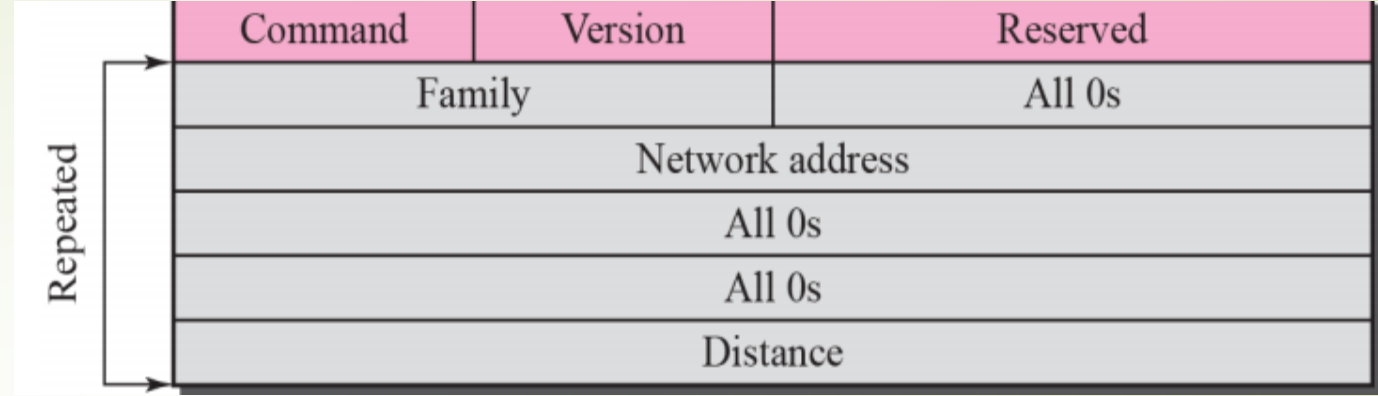 Command Version Reserved
Family All 0s
Network address
All 0s
All 0s
Distance
Repeated